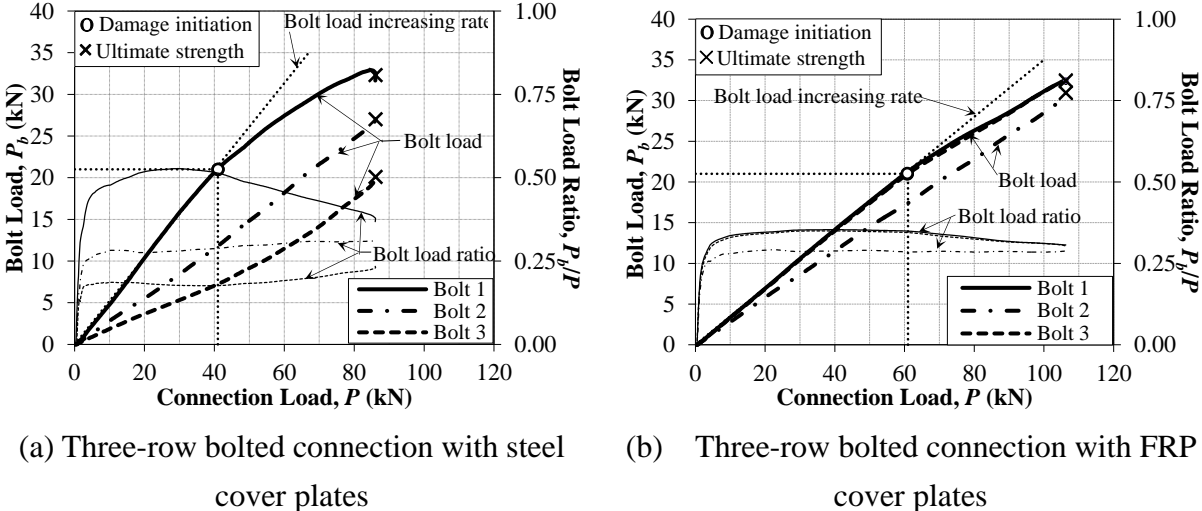 Damage initiation
Ultimate strength
Bolt load increasing rate
Bolt load
Bolt load ratio
Bolt 1
Bolt 2
Bolt 3
40
35
30
25
20
15
10
5
0
1.00
0.75
0.50
0.25
0.00
0 20 40 60 80 100 120
Bolt Load, P_b (kN)
Bolt Load Ratio, P_b/P
Connection Load, P (kN)
(a) Three-row bolted connection with steel
cover plates
Damage initiation
Ultimate strength
Bolt load increasing rate
Bolt load
Bolt load ratio
Bolt 1
Bolt 2
Bolt 3
40
35
30
25
20
15
10
5
0
1.00
0.75
0.50
0.25
0.00
0 20 40 60 80 100 120
Bolt Load, P_b (kN)
Bolt Load Ratio, P_b/P
Connection Load, P (kN)
(b) Three-row bolted connection with FRP
cover plates